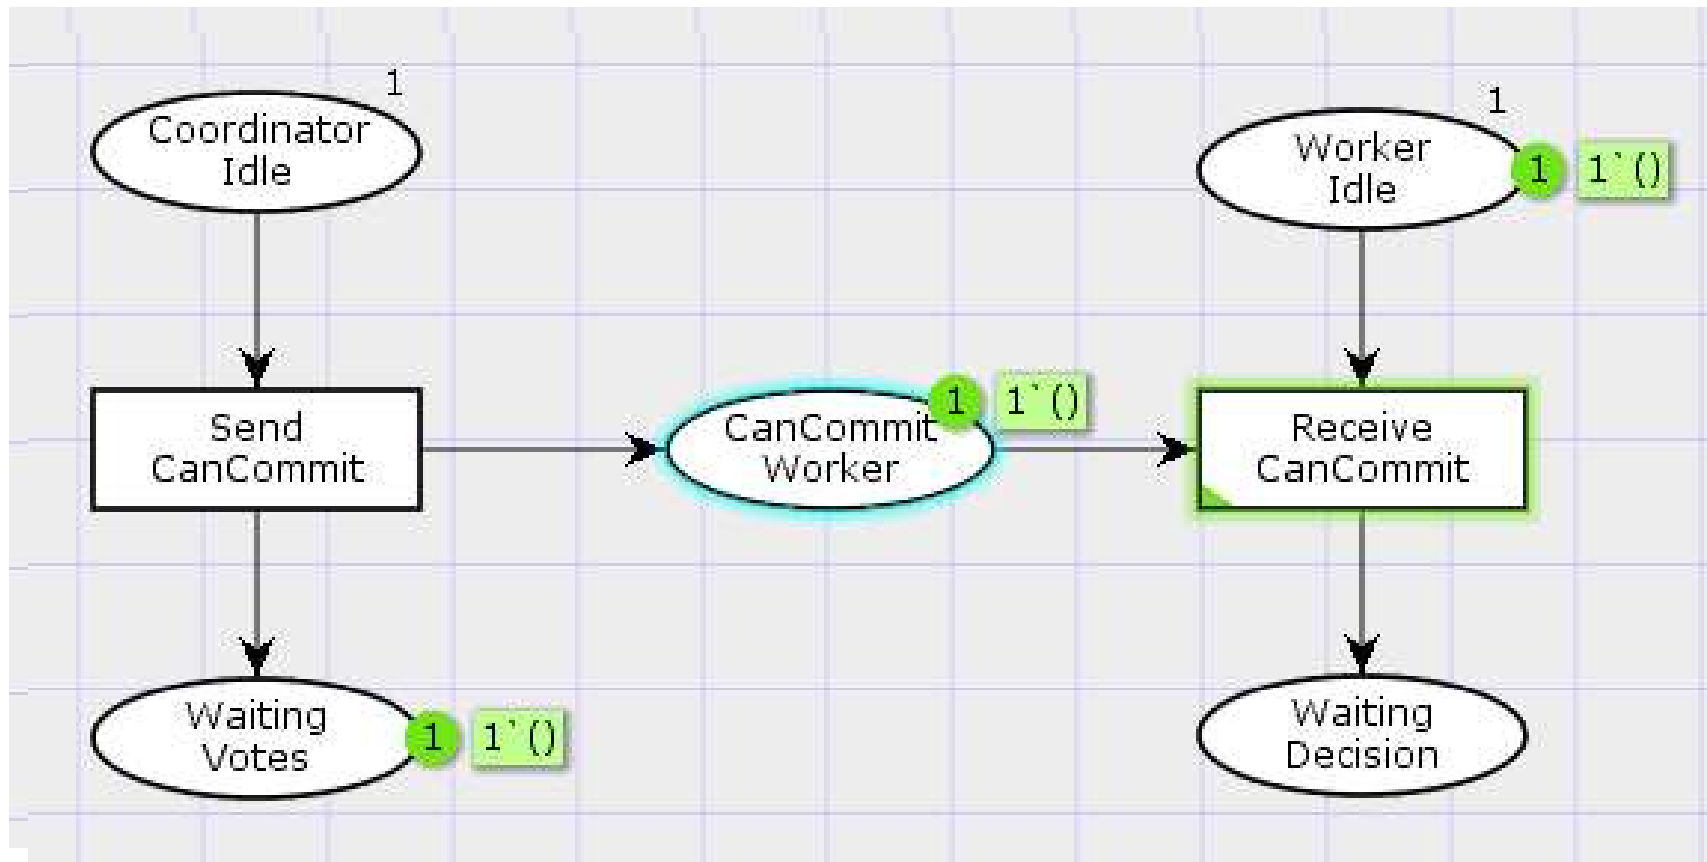 1
Coordinator
Idle
1
Worker
Idle
1 1`()
Send
CanCommit
CanCommit
Worker
1 1`()
Receive
CanCommit
Waiting
Votes
1 1`()
Waiting
Decision